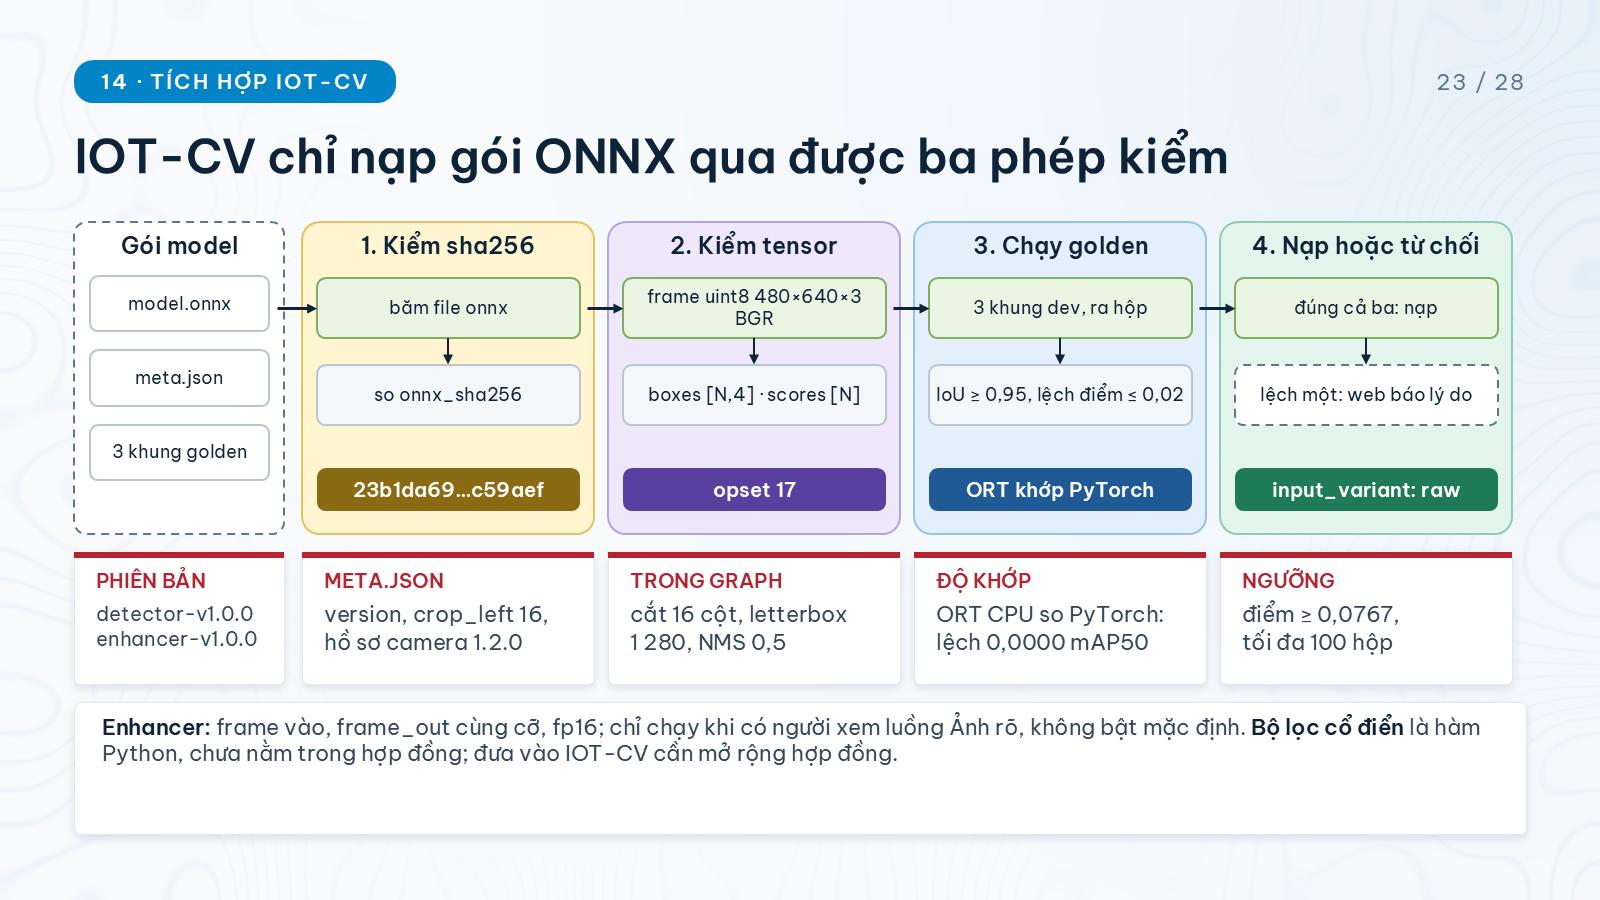 14 · TÍCH HỢP IOT-CV
23 / 28
IOT-CV chỉ nạp gói ONNX qua được ba phép kiểm
Gói model
model.onnx
meta.json
3 khung golden
1. Kiểm sha256
băm file onnx
so onnx_sha256
23b1da69...c59aef
2. Kiểm tensor
frame uint8 480×640×3
BGR
boxes [N,4] · scores [N]
opset 17
3. Chạy golden
3 khung dev, ra hộp
IoU ≥ 0,95, lệch điểm ≤ 0,02
ORT khớp PyTorch
4. Nạp hoặc từ chối
đúng cả ba: nạp
lệch một: web báo lý do
input_variant: raw
PHIÊN BẢN
detector-v1.0.0
enhancer-v1.0.0
META.JSON
version, crop_left 16,
hồ sơ camera 1.2.0
TRONG GRAPH
cắt 16 cột, letterbox
1 280, NMS 0,5
ĐỘ KHỚP
ORT CPU so PyTorch:
lệch 0,0000 mAP50
NGƯỠNG
điểm ≥ 0,0767,
tối đa 100 hộp
Enhancer: frame vào, frame_out cùng cỡ, fp16; chỉ chạy khi có người xem luồng Ảnh rõ, không bật mặc định. Bộ lọc cổ điển là hàm
Python, chưa nằm trong hợp đồng; đưa vào IOT-CV cần mở rộng hợp đồng.